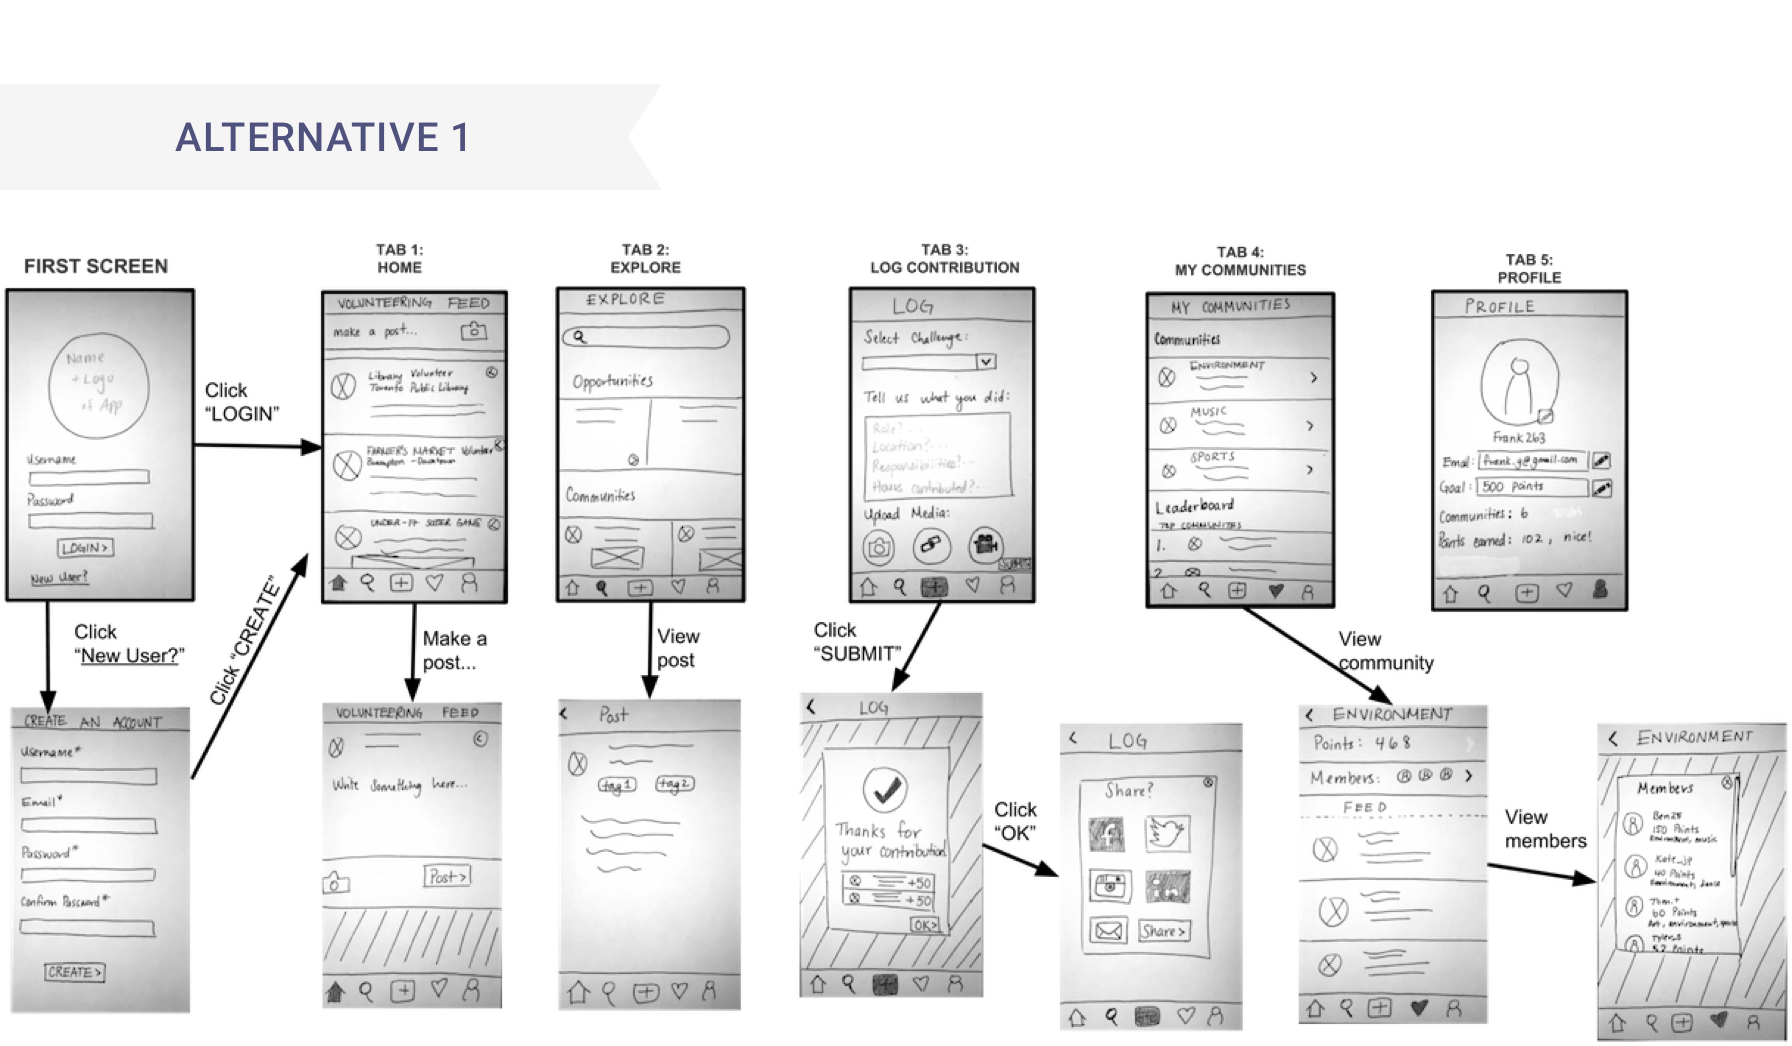 ALTERNATIVE 1
FIRST SCREEN
Name
+ Logo
of App
Username
Password
LOGIN >
New User?
Click
"LOGIN"
Click
"New User?"
CREATE AN ACCOUNT
Username*
Email*
Password*
Confirm Password*
CREATE >
Click "CREATE"
TAB 1:
HOME
VOLUNTEERING FEED
make a post...
Library Volunteer
Toronto Public Library
FARMER'S MARKET Volunteer
Brampton - Downtown
UNDER-17 SOCCER GAME
Make a
post...
VOLUNTEERING FEED
Write Something here...
Post >
TAB 2:
EXPLORE
EXPLORE
Opportunities
Communities
View
post
Post
tag1 tag2
TAB 3:
LOG CONTRIBUTION
LOG
Select Challenge:
Tell us what you did:
Role?...
Location?...
Responsibilities?...
Hours contributed?...
Upload Media:
SUBMIT
Click
"SUBMIT"
LOG
Thanks for
your contribution
+50
+50
OK>
Click
"OK"
LOG
Share?
f
in
Share >
TAB 4:
MY COMMUNITIES
MY COMMUNITIES
Communities
ENVIRONMENT
MUSIC
SPORTS
Leaderboard
TOP COMMUNITIES
1.
2.
View
community
ENVIRONMENT
Points: 468
Members:
FEED
View
members
ENVIRONMENT
Members
Ben25
150 Points
Environment, music
Kate_jp
40 Points
Environment, dance
Tom.t
60 Points
Art, environment, sports
Tyler.s
52 Points
TAB 5:
PROFILE
PROFILE
Frank263
Email: frank.g@gmail.com
Goal: 500 points
Communities: 6
Points earned: 102, nice!